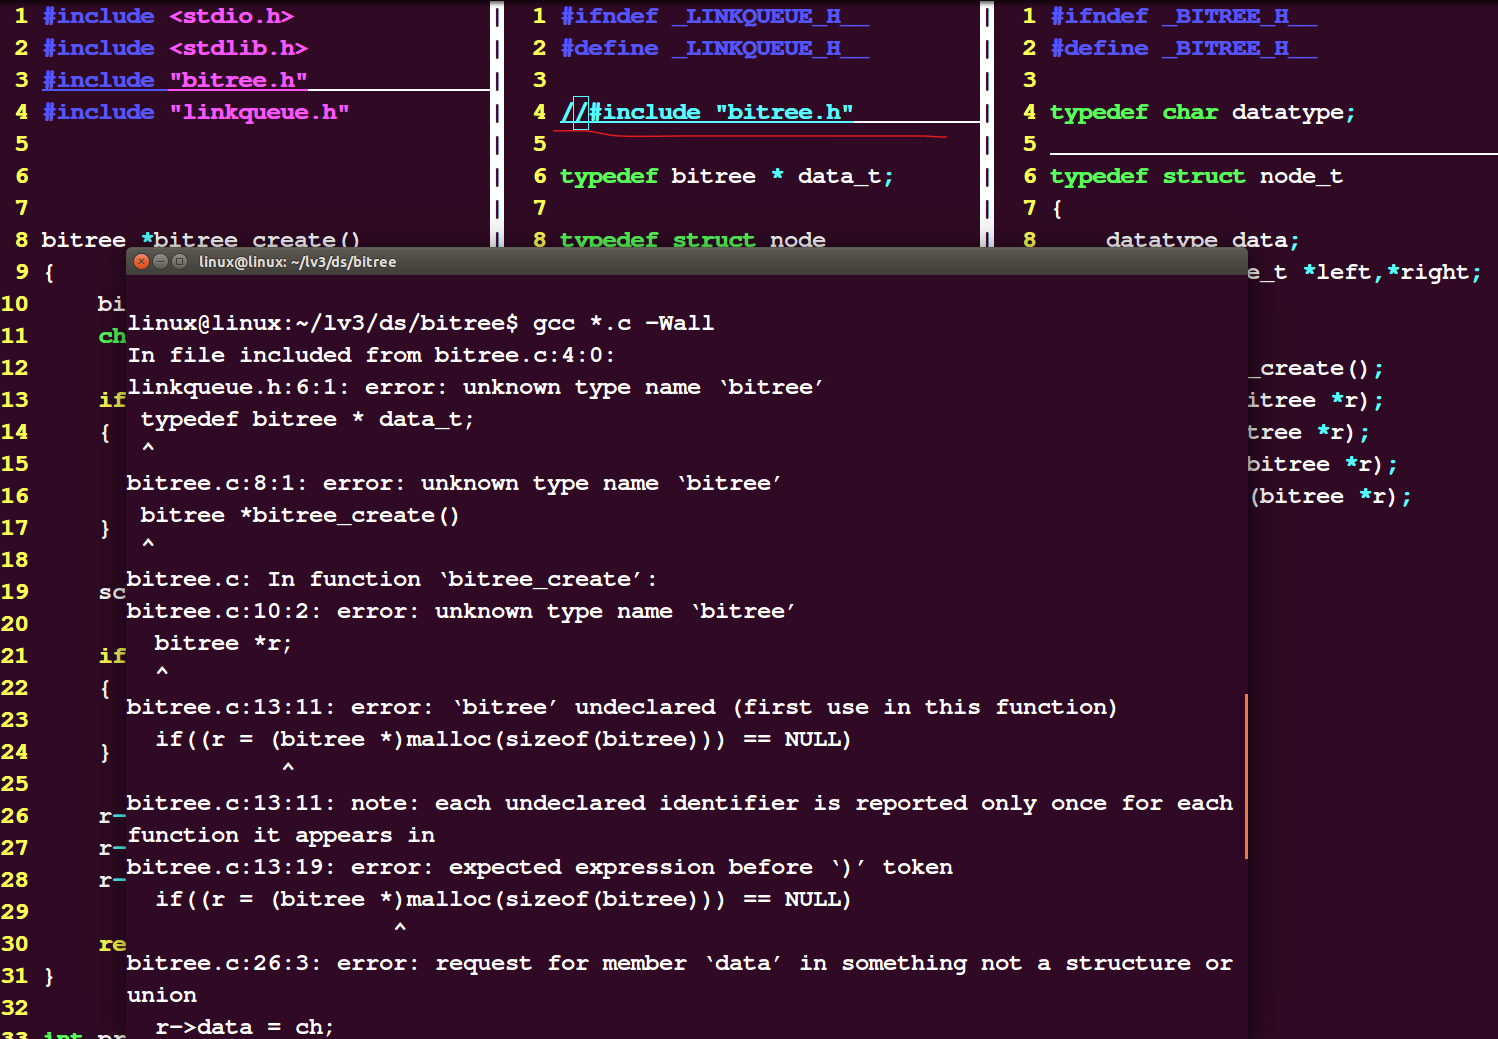 1 #include <stdio.h>
2 #include <stdlib.h>
3 #include "bitree.h"
4 #include "linkqueue.h"
5
6
7
8 bitree *bitree_create()
9 {
10 bi
11 ch
12
13 if
14 {
15
16
17 }
18
19 sc
20
21 if
22 {
23
24 }
25
26 r-
27 r-
28 r-
29
30 re
31 }
32
33 int pr
1 #ifndef _LINKQUEUE_H__
2 #define _LINKQUEUE_H__
3
4 //#include "bitree.h"
5
6 typedef bitree * data_t;
7
8 typedef struct node
1 #ifndef _BITREE_H__
2 #define _BITREE_H__
3
4 typedef char datatype;
5
6 typedef struct node_t
7 {
8 datatype data;
e_t *left,*right;
_create();
itree *r);
tree *r);
bitree *r);
(bitree *r);
linux@linux: ~/lv3/ds/bitree
linux@linux:~/lv3/ds/bitree$ gcc *.c -Wall
In file included from bitree.c:4:0:
linkqueue.h:6:1: error: unknown type name ‘bitree’
typedef bitree * data_t;
^
bitree.c:8:1: error: unknown type name ‘bitree’
bitree *bitree_create()
^
bitree.c: In function ‘bitree_create’:
bitree.c:10:2: error: unknown type name ‘bitree’
bitree *r;
^
bitree.c:13:11: error: ‘bitree’ undeclared (first use in this function)
if((r = (bitree *)malloc(sizeof(bitree))) == NULL)
^
bitree.c:13:11: note: each undeclared identifier is reported only once for each
function it appears in
bitree.c:13:19: error: expected expression before ‘)’ token
if((r = (bitree *)malloc(sizeof(bitree))) == NULL)
^
bitree.c:26:3: error: request for member ‘data’ in something not a structure or
union
r->data = ch;